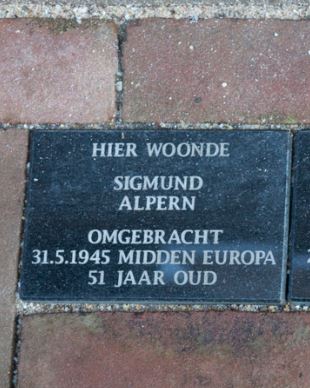 HIER WOONDE
SIGMUND
ALPERN
OMGEBRACHT
31.5.1945 MIDDEN EUROPA
51 JAAR OUD